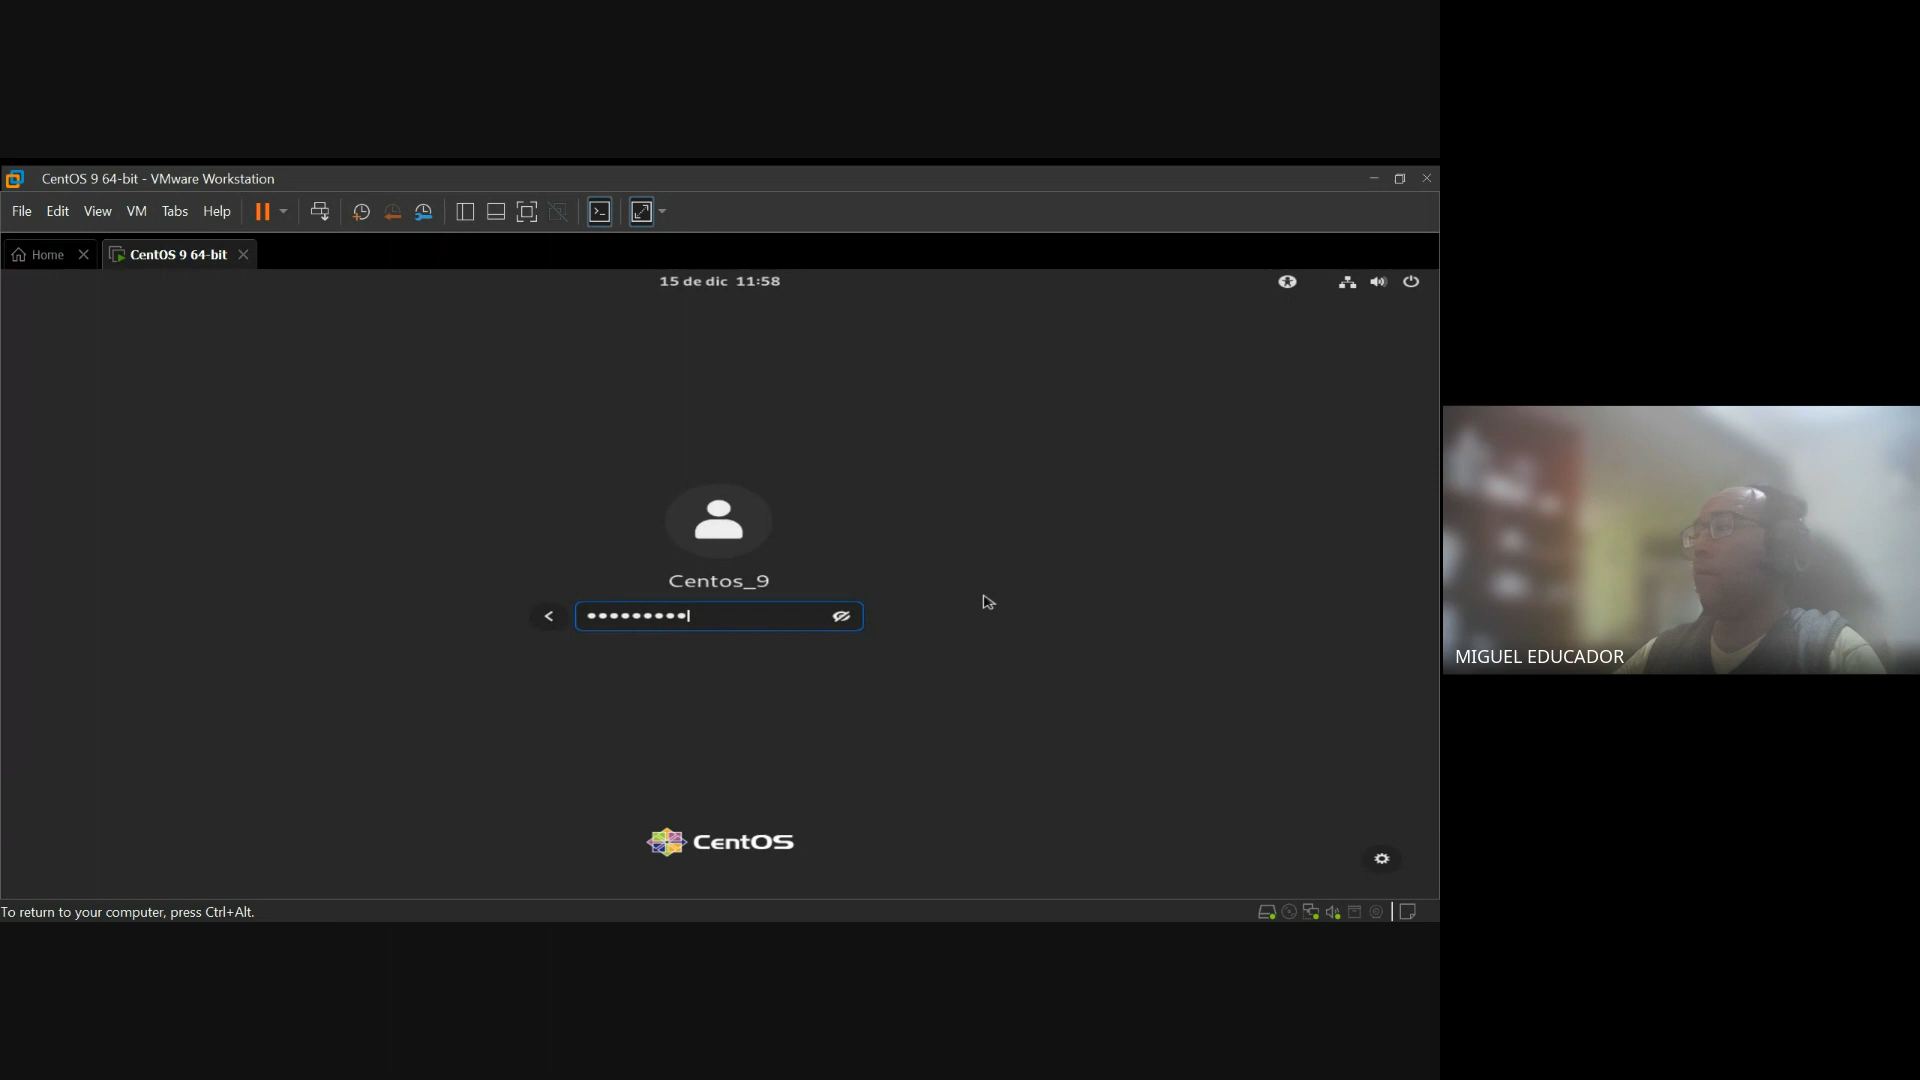 CentOS 9 64-bit - VMware Workstation
File Edit View VM Tabs Help
Home CentOS 9 64-bit
15 de dic 11:58
Centos_9
CentOS
To return to your computer, press Ctrl+Alt.
MIGUEL EDUCADOR